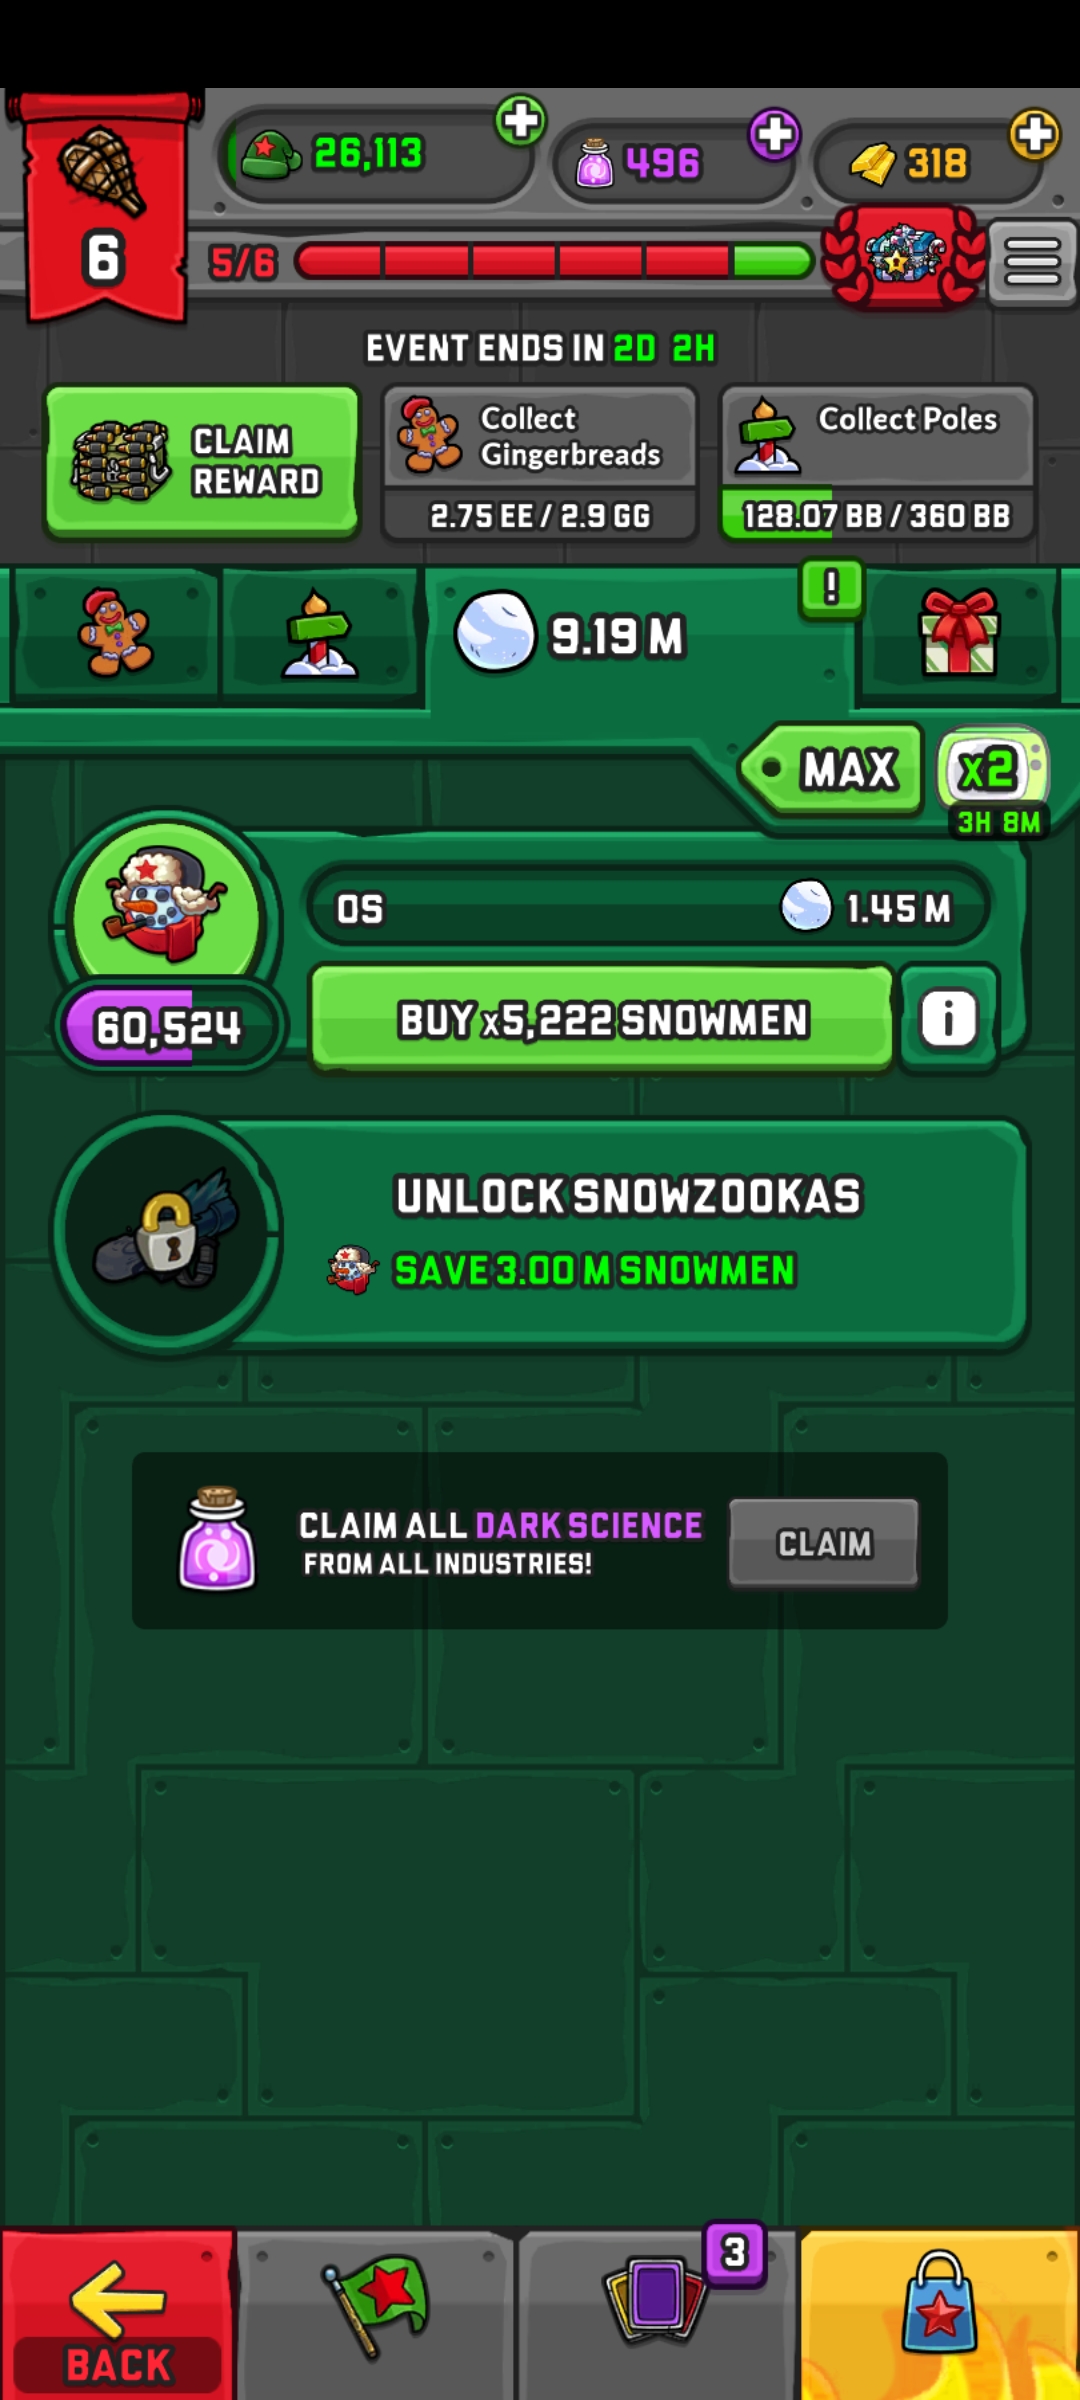 26,113
496
318
6
5/6
EVENT ENDS IN 2D 2H
CLAIM
REWARD
Collect
Gingerbreads
2.75 EE / 2.9 GG
Collect Poles
128.07 BB / 360 BB
9.19 M
!
MAX
x2
3H 8M
0S
1.45 M
60,524
BUY x5,222 SNOWMEN
i
UNLOCK SNOWZOOKAS
SAVE 3.00 M SNOWMEN
CLAIM ALL DARK SCIENCE
FROM ALL INDUSTRIES!
CLAIM
3
BACK